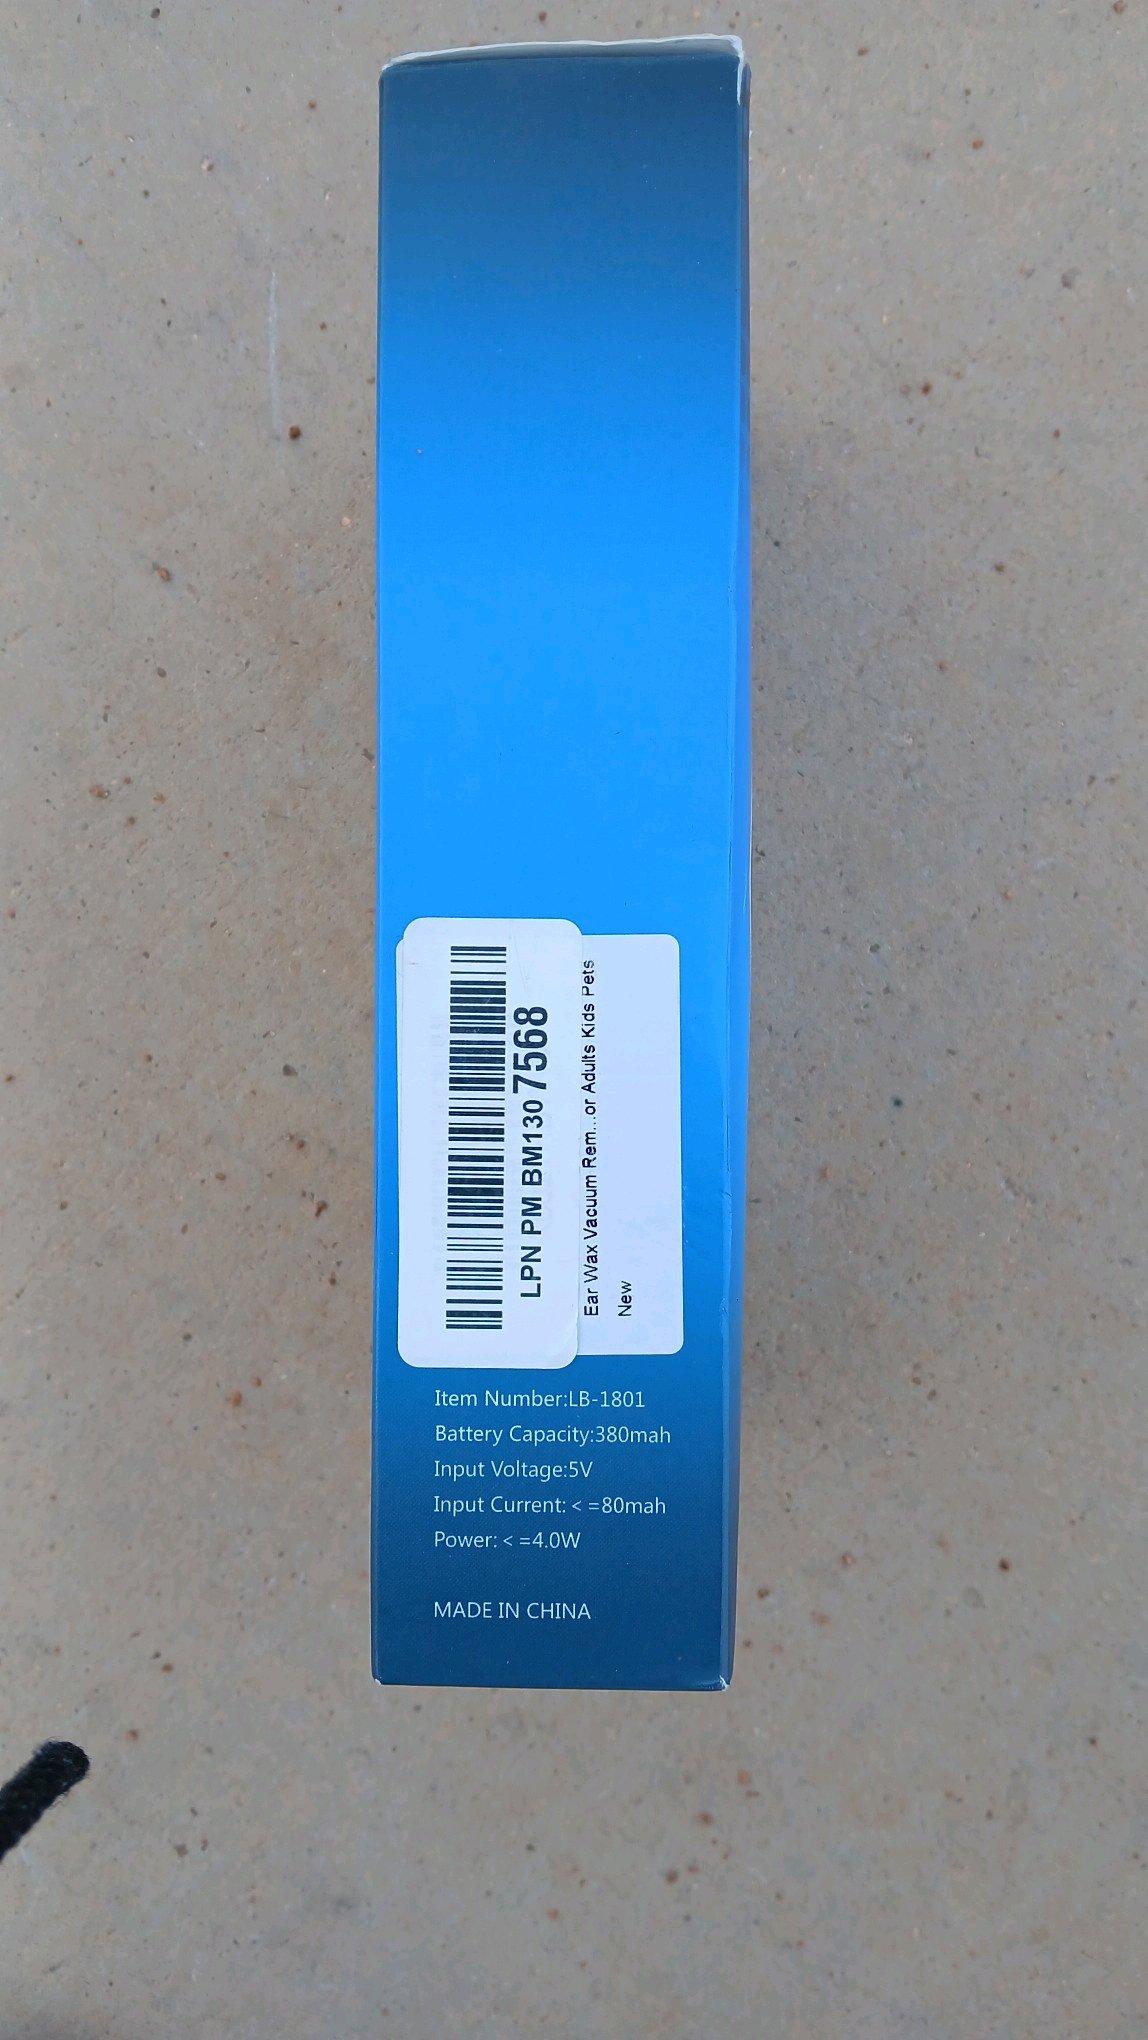 LPN PM BM130 7568
Ear Wax Vacuum Rem...or Adults Kids Pets
New
Item Number:LB-1801
Battery Capacity:380mah
Input Voltage:5V
Input Current: < =80mah
Power: < =4.0W
MADE IN CHINA